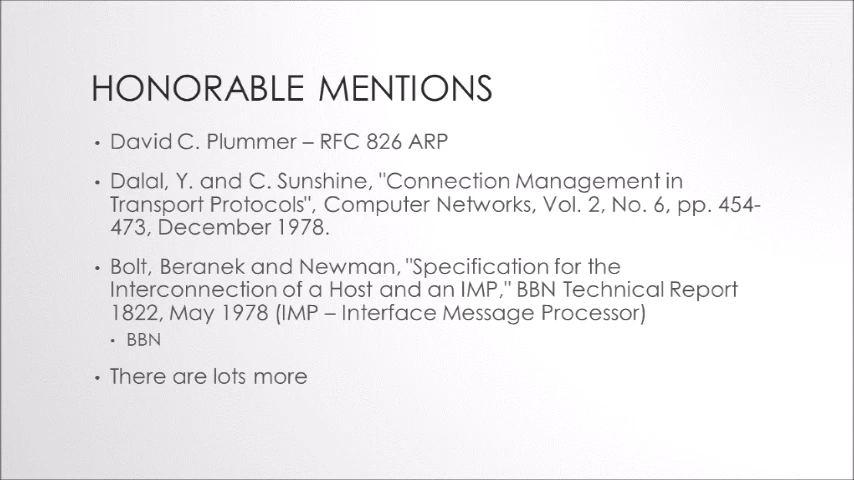 HONORABLE MENTIONS
• David C. Plummer – RFC 826 ARP
• Dalal, Y. and C. Sunshine, "Connection Management in
Transport Protocols", Computer Networks, Vol. 2, No. 6, pp. 454-
473, December 1978.
• Bolt, Beranek and Newman, "Specification for the
Interconnection of a Host and an IMP," BBN Technical Report
1822, May 1978 (IMP – Interface Message Processor)
• BBN
• There are lots more